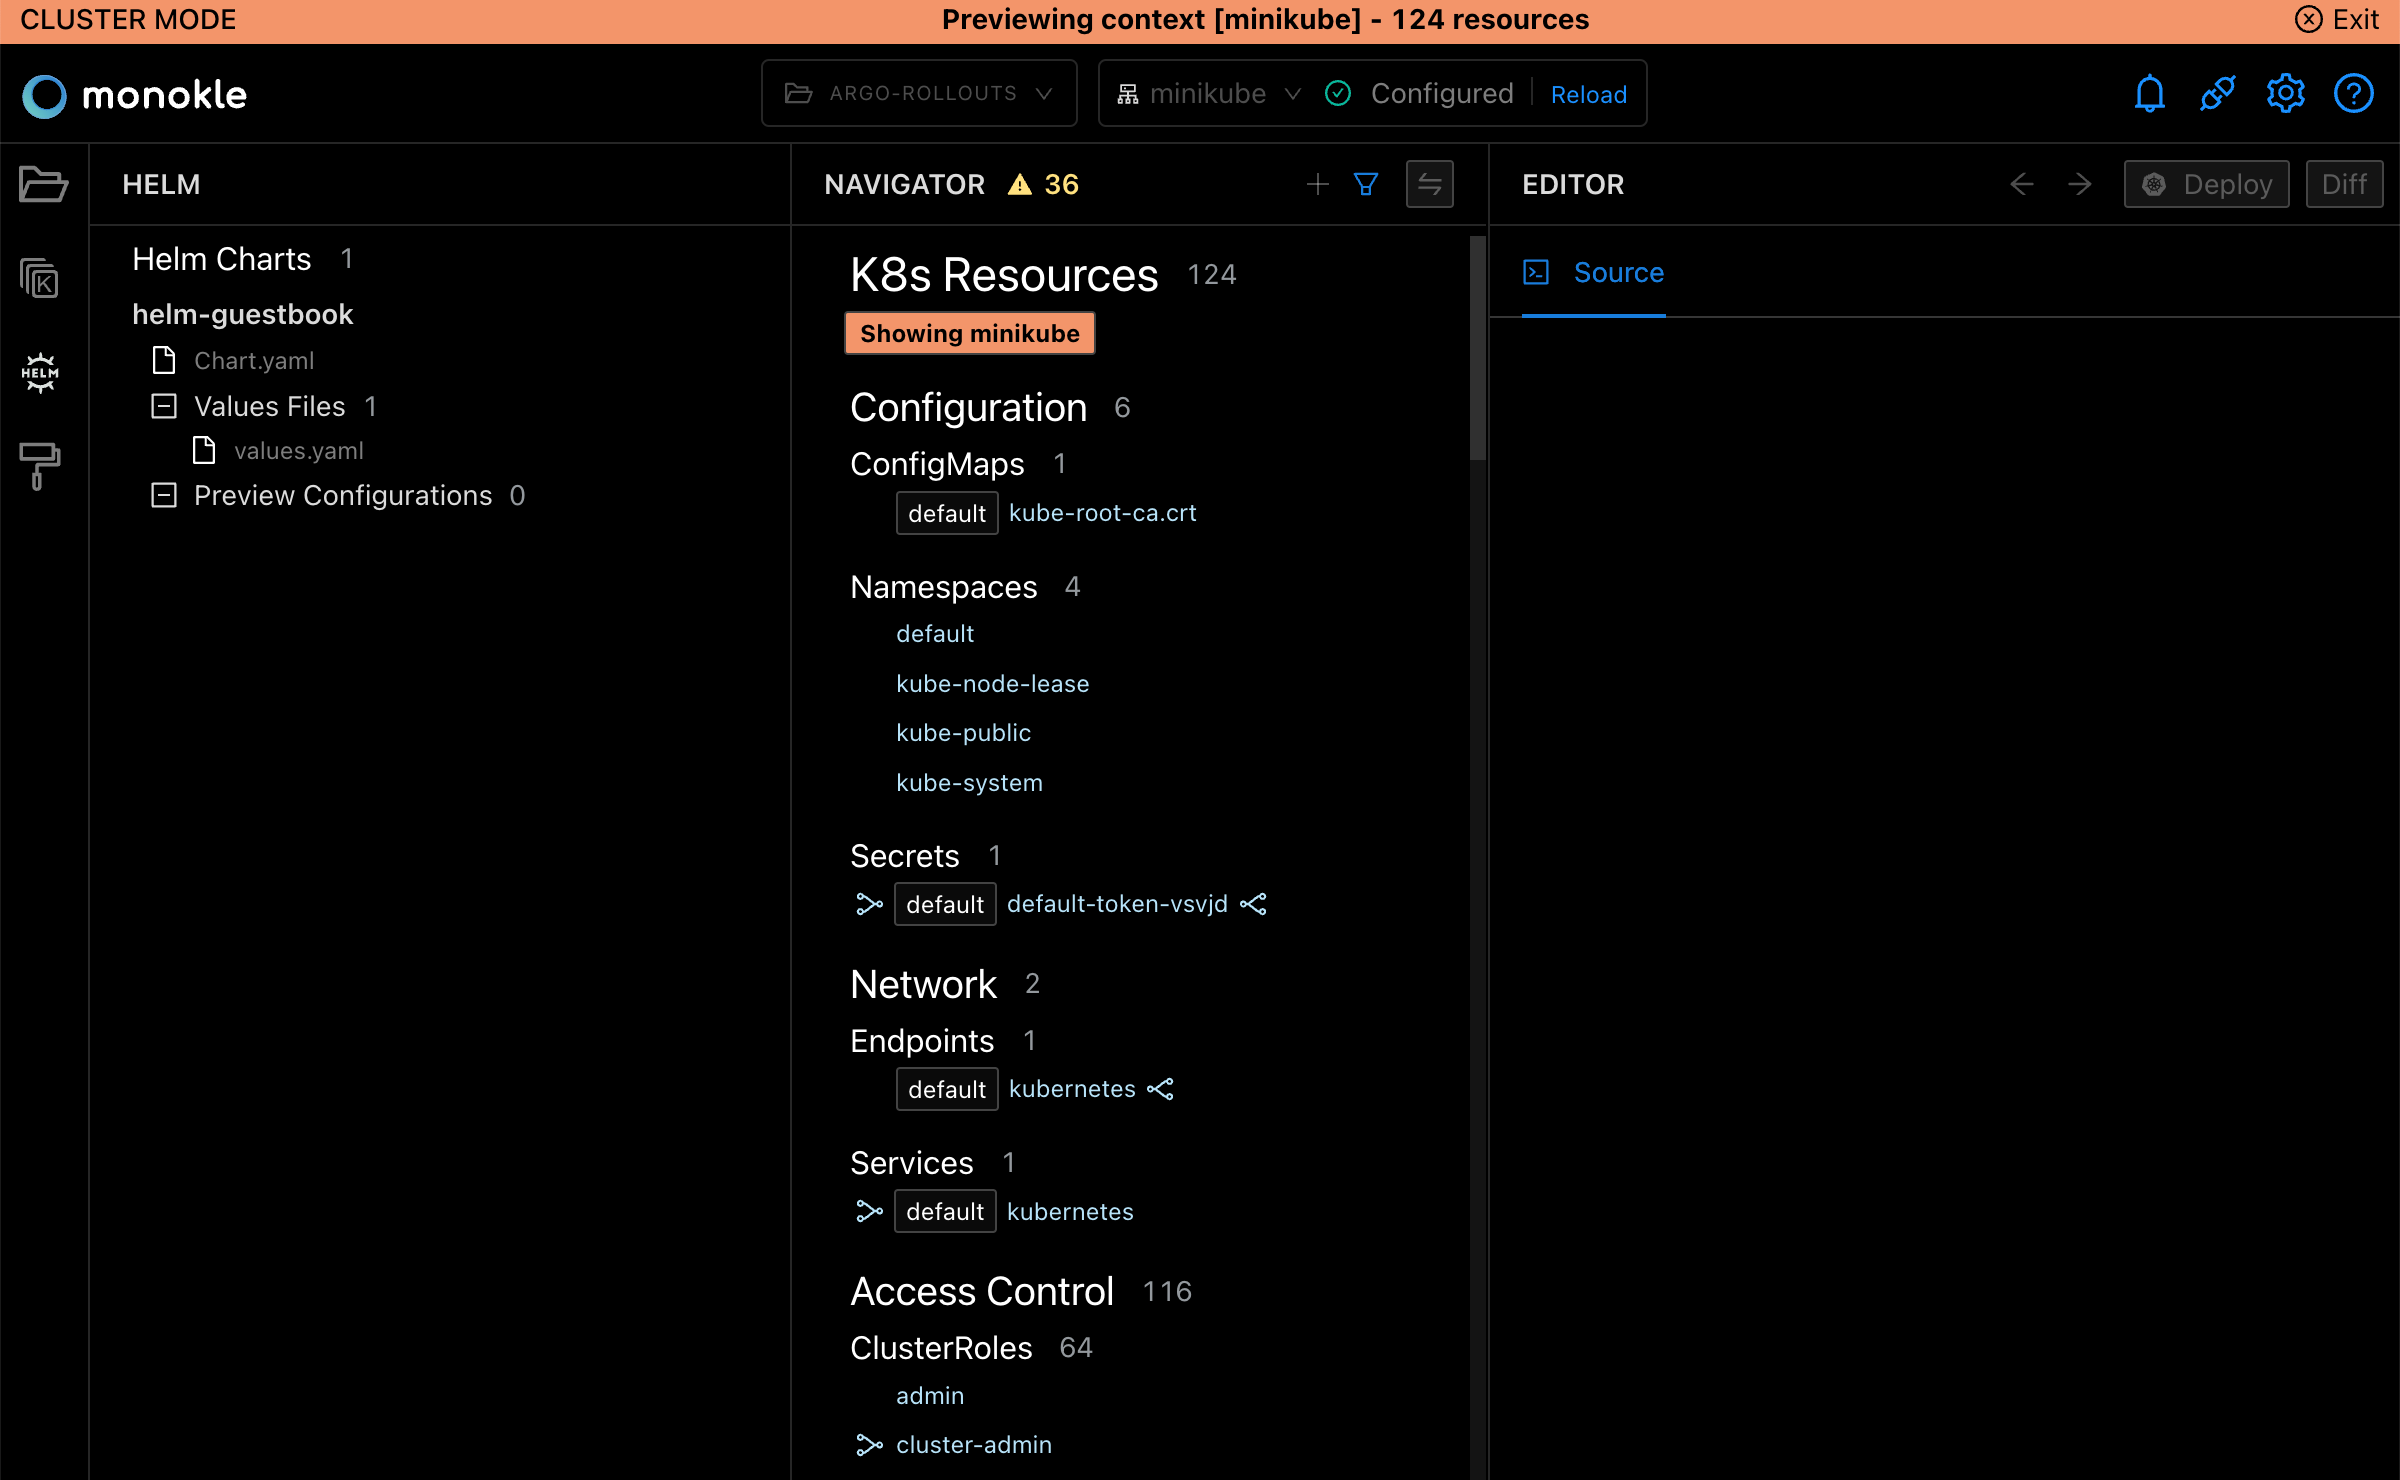 CLUSTER MODE
Previewing context [minikube] - 124 resources
Exit
monokle
ARGO-ROLLOUTS
minikube
Configured
Reload
HELM
Helm Charts 1
helm-guestbook
Chart.yaml
Values Files 1
values.yaml
Preview Configurations 0
K
HELM
NAVIGATOR 36
K8s Resources 124
Showing minikube
Configuration 6
ConfigMaps 1
default kube-root-ca.crt
Namespaces 4
default
kube-node-lease
kube-public
kube-system
Secrets 1
default default-token-vsvjd
Network 2
Endpoints 1
default kubernetes
Services 1
default kubernetes
Access Control 116
ClusterRoles 64
admin
cluster-admin
EDITOR
Deploy
Diff
Source